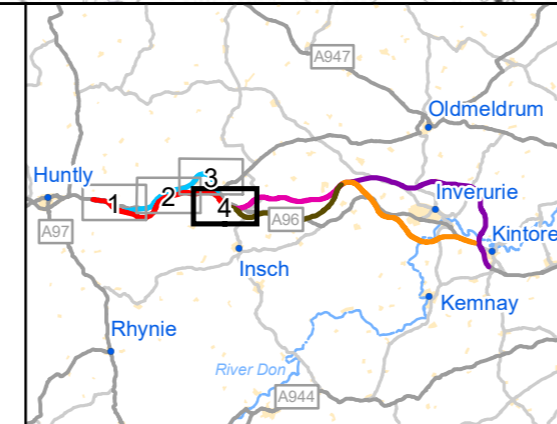 A947
Oldmeldrum
3
Huntly
2
1
4
Inverurie
A96
A97
Kintore
Insch
Kemnay
Rhynie
River Don
A944